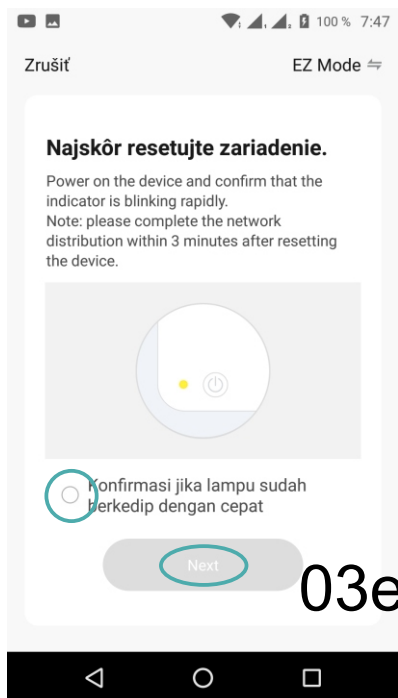 100 % 7:47
Zrušiť
EZ Mode
Najskôr resetujte zariadenie.
Power on the device and confirm that the
indicator is blinking rapidly.
Note: please complete the network
distribution within 3 minutes after resetting
the device.
Konfirmasi jika lampu sudah
berkedip dengan cepat
Next
03e